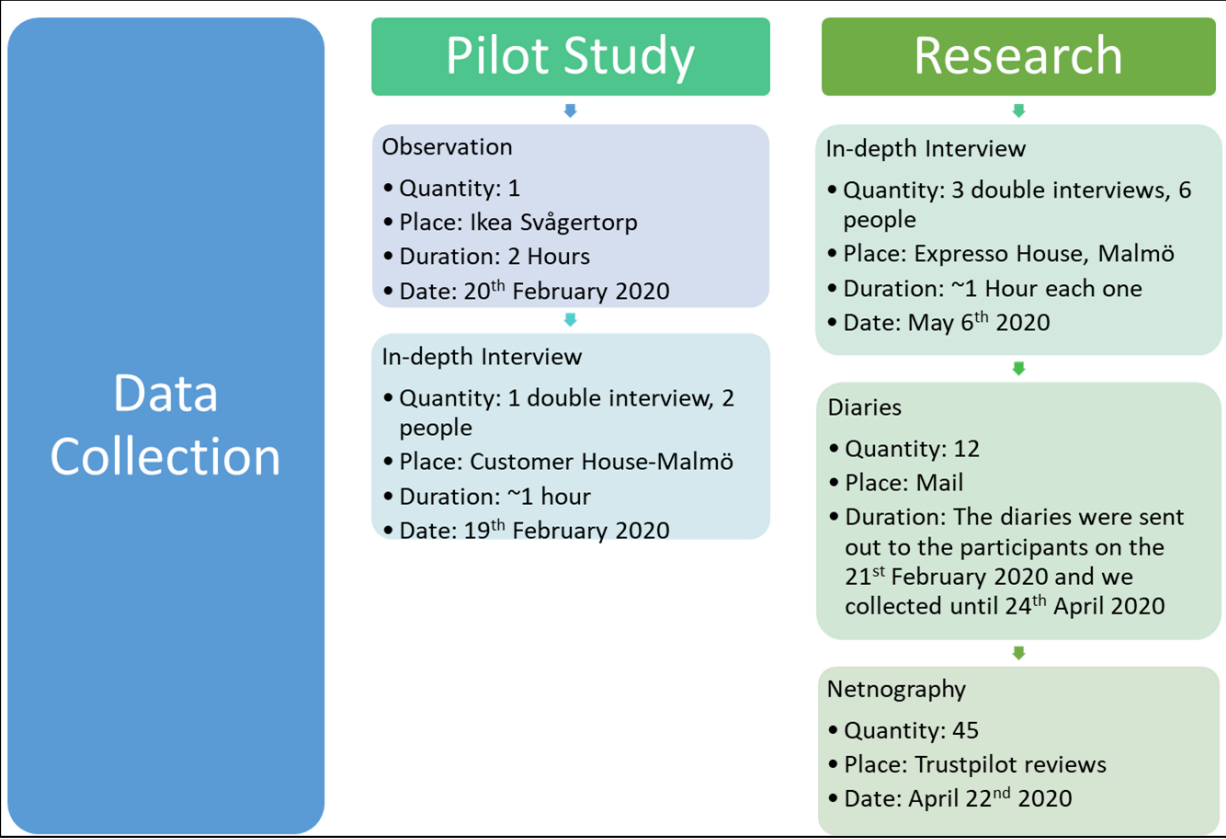 Data
Collection
Pilot Study
Observation
• Quantity: 1
• Place: Ikea Svågertorp
• Duration: 2 Hours
• Date: 20th February 2020
In-depth Interview
• Quantity: 1 double interview, 2
people
• Place: Customer House-Malmö
• Duration: ~1 hour
• Date: 19th February 2020
Research
In-depth Interview
• Quantity: 3 double interviews, 6
people
• Place: Expresso House, Malmö
• Duration: ~1 Hour each one
• Date: May 6th 2020
Diaries
• Quantity: 12
• Place: Mail
• Duration: The diaries were sent
out to the participants on the
21st February 2020 and we
collected until 24th April 2020
Netnography
• Quantity: 45
• Place: Trustpilot reviews
• Date: April 22nd 2020